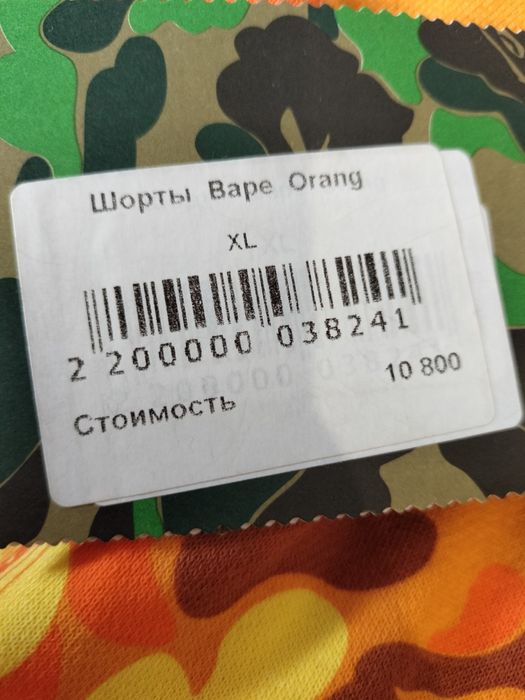 Шорты Bape Orang
XL
2 200000 038241
10 800
Стоимость